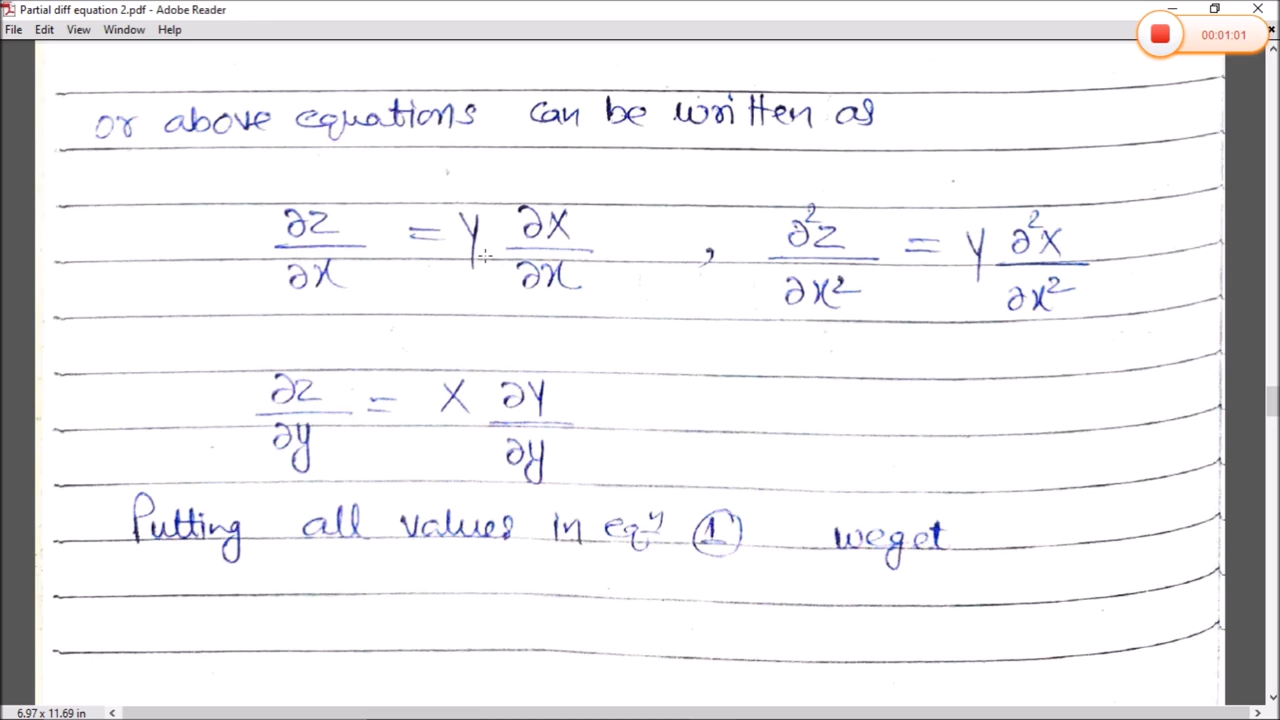 Partial diff equation 2.pdf - Adobe Reader
File Edit View Window Help
00:01:01
or above equations can be written as
∂z/∂x = Y ∂X/∂x , ∂²z/∂x² = Y ∂²X/∂x²
∂z/∂y = X ∂Y/∂y
Putting all values in eqⁿ ① we get
6.97 x 11.69 in